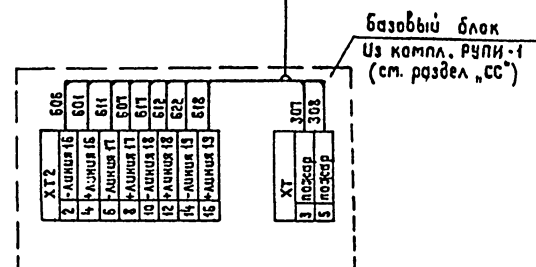 базовый блок
Из компл. РУПИ-1
(см. раздел „СС“)
606 601 611 607 617 612 622 618
307 308
ХТ2
2 -Линия 16
4 +Линия 16
6 -Линия 17
8 +Линия 17
10 -Линия 18
12 +Линия 18
14 -Линия 19
16 +Линия 19
ХТ
3 пожар
5 пожар